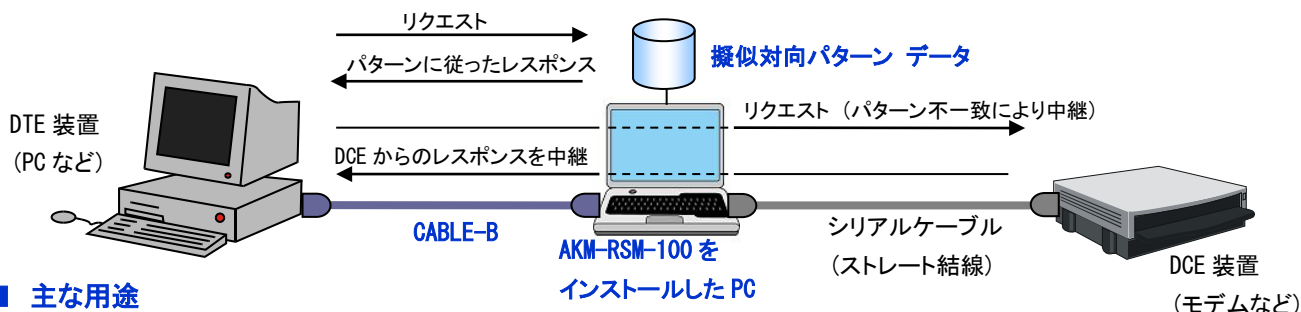 リクエスト
パターンに従ったレスポンス
擬似対向パターン データ
リクエスト (パターン不一致により中継)
DTE 装置
(PC など)
DCE からのレスポンスを中継
CABLE-B
AKM-RSM-100 を
インストールした PC
シリアルケーブル
(ストレート結線)
DCE 装置
(モデムなど)
■ 主な用途